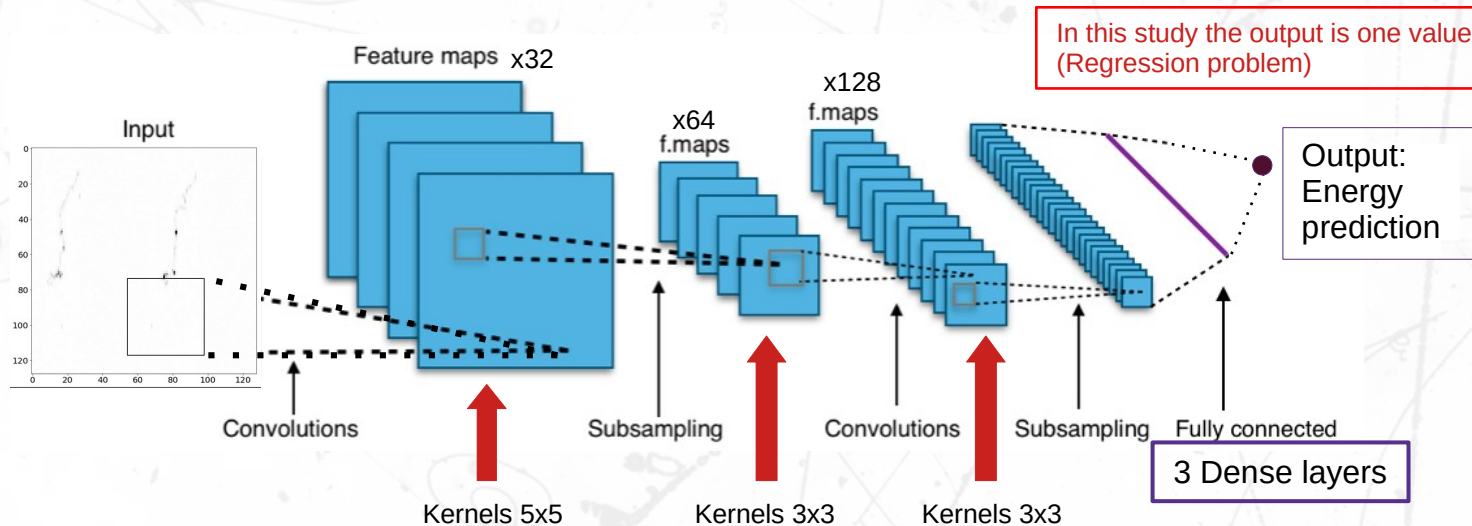 In this study the output is one value
(Regression problem)
Feature maps x32
x64
f.maps
x128
f.maps
Input
0
20
40
60
80
100
120
0 20 40 60 80 100 120
Output:
Energy
prediction
Convolutions
Subsampling
Convolutions
Subsampling
Fully connected
3 Dense layers
Kernels 5x5
Kernels 3x3
Kernels 3x3